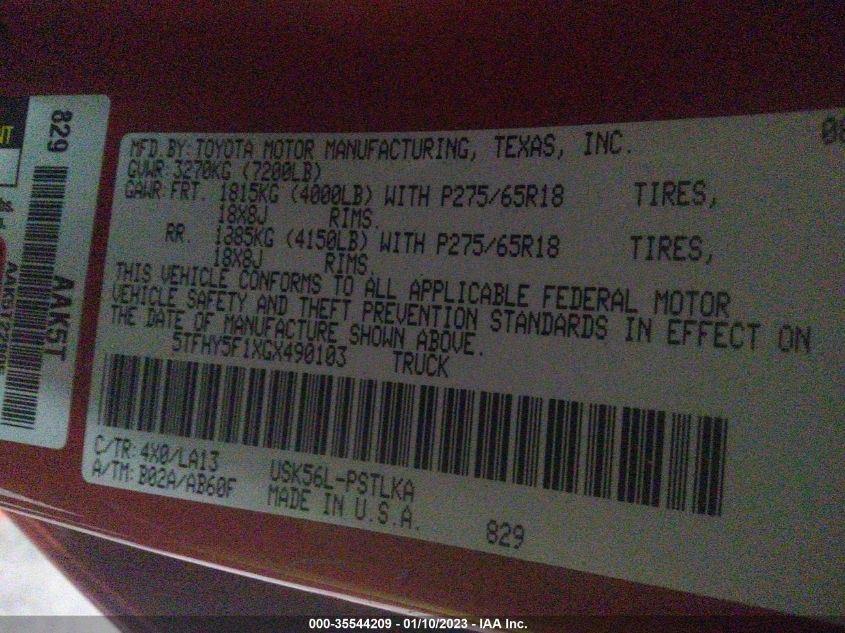 829
AAK5T
MFD.BY:TOYOTA MOTOR MANUFACTURING, TEXAS, INC.
GVWR:3270KG (7200LB)
GAWR:FRT. 1815KG (4000LB) WITH P275/65R18 TIRES,
18X8J RIMS.
RR. 1885KG (4150LB) WITH P275/65R18 TIRES,
18X8J RIMS.
THIS VEHICLE CONFORMS TO ALL APPLICABLE FEDERAL MOTOR
VEHICLE SAFETY AND THEFT PREVENTION STANDARDS IN EFFECT ON
THE DATE OF MANUFACTURE SHOWN ABOVE.
5TFHY5F1XGX490103 TRUCK
C/TR:4X0/LA13 USK56L-PSTLKA
A/TM:B02A/AB60F MADE IN U.S.A.
829
000-35544209 - 01/10/2023 - IAA Inc.